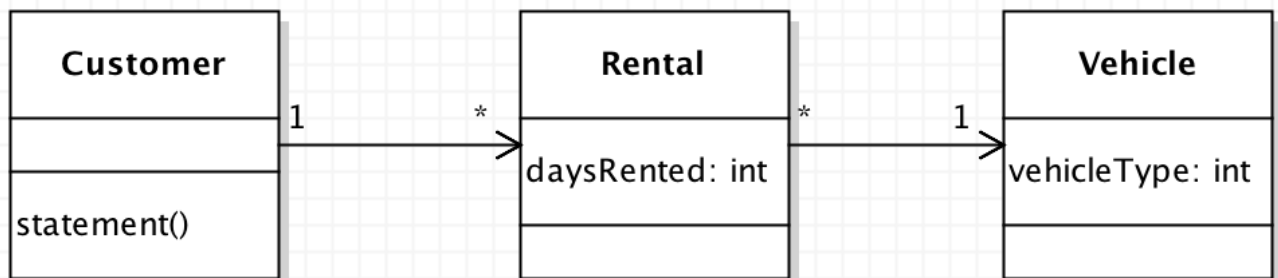 Customer
statement()
1
*
Rental
daysRented: int
*
1
Vehicle
vehicleType: int